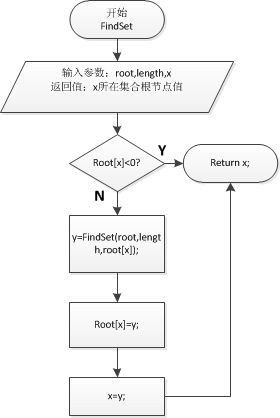 开始
FindSet
输入参数：root,length,x
返回值：x所在集合根节点值
Root[x]<0?
Y
Return x;
N
y=FindSet(root,lengt
h,root[x]);
Root[x]=y;
x=y;